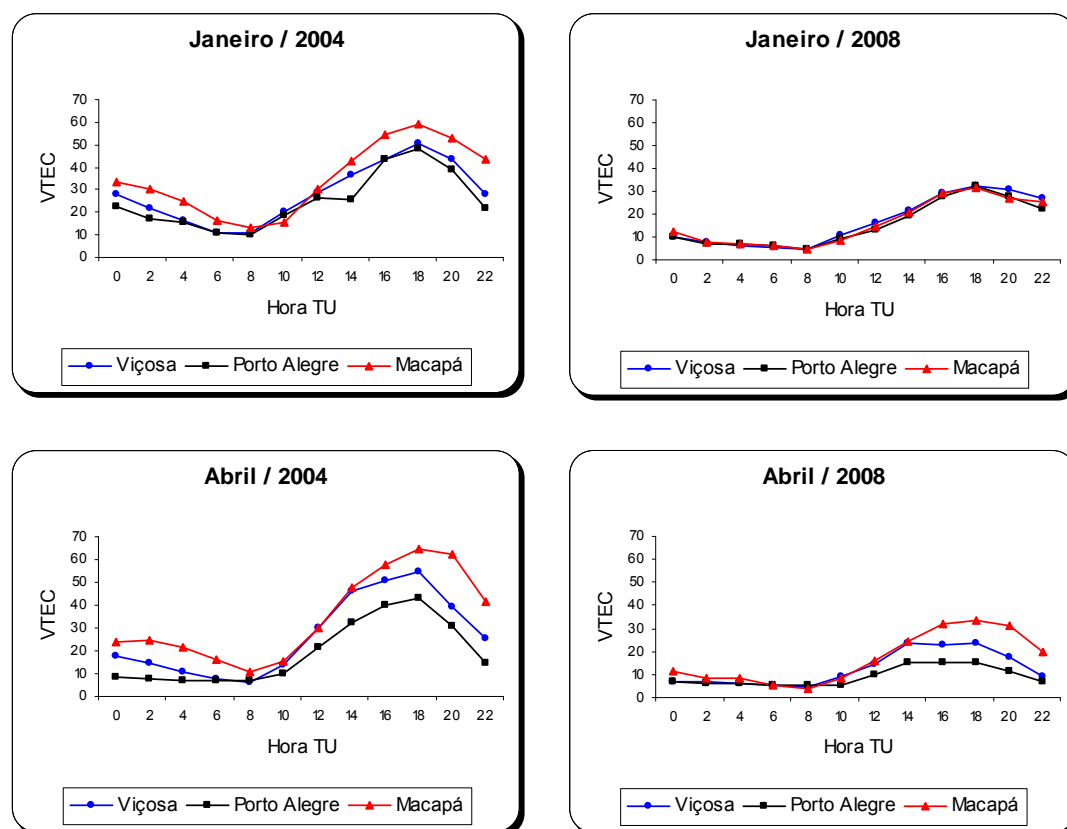 Janeiro / 2004
70
60
50
40
30
20
10
0
VTEC
0 2 4 6 8 10 12 14 16 18 20 22
Hora TU
Viçosa Porto Alegre Macapá
Janeiro / 2008
70
60
50
40
30
20
10
0
VTEC
0 2 4 6 8 10 12 14 16 18 20 22
Hora TU
Viçosa Porto Alegre Macapá
Abril / 2004
70
60
50
40
30
20
10
0
VTEC
0 2 4 6 8 10 12 14 16 18 20 22
Hora TU
Viçosa Porto Alegre Macapá
Abril / 2008
70
60
50
40
30
20
10
0
VTEC
0 2 4 6 8 10 12 14 16 18 20 22
Hora TU
Viçosa Porto Alegre Macapá